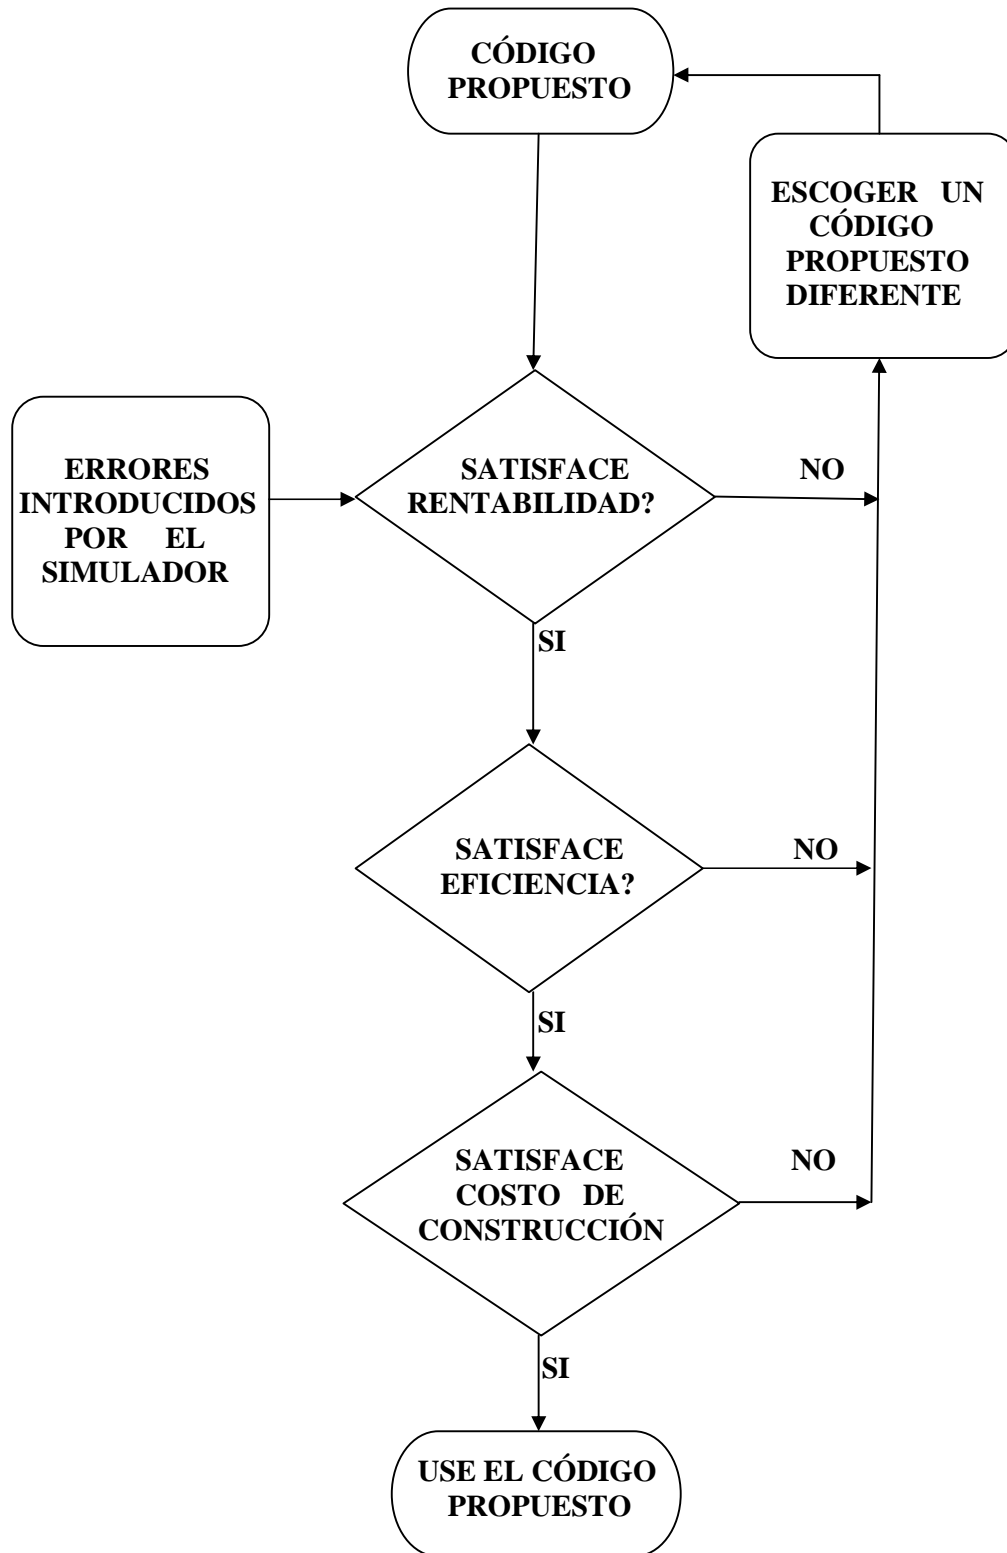 CÓDIGO
PROPUESTO
ESCOGER UN
CÓDIGO
PROPUESTO
DIFERENTE
ERRORES
INTRODUCIDOS
POR EL
SIMULADOR
SATISFACE
RENTABILIDAD?
NO
SI
SATISFACE
EFICIENCIA?
NO
SI
SATISFACE
COSTO DE
CONSTRUCCIÓN
NO
SI
USE EL CÓDIGO
PROPUESTO